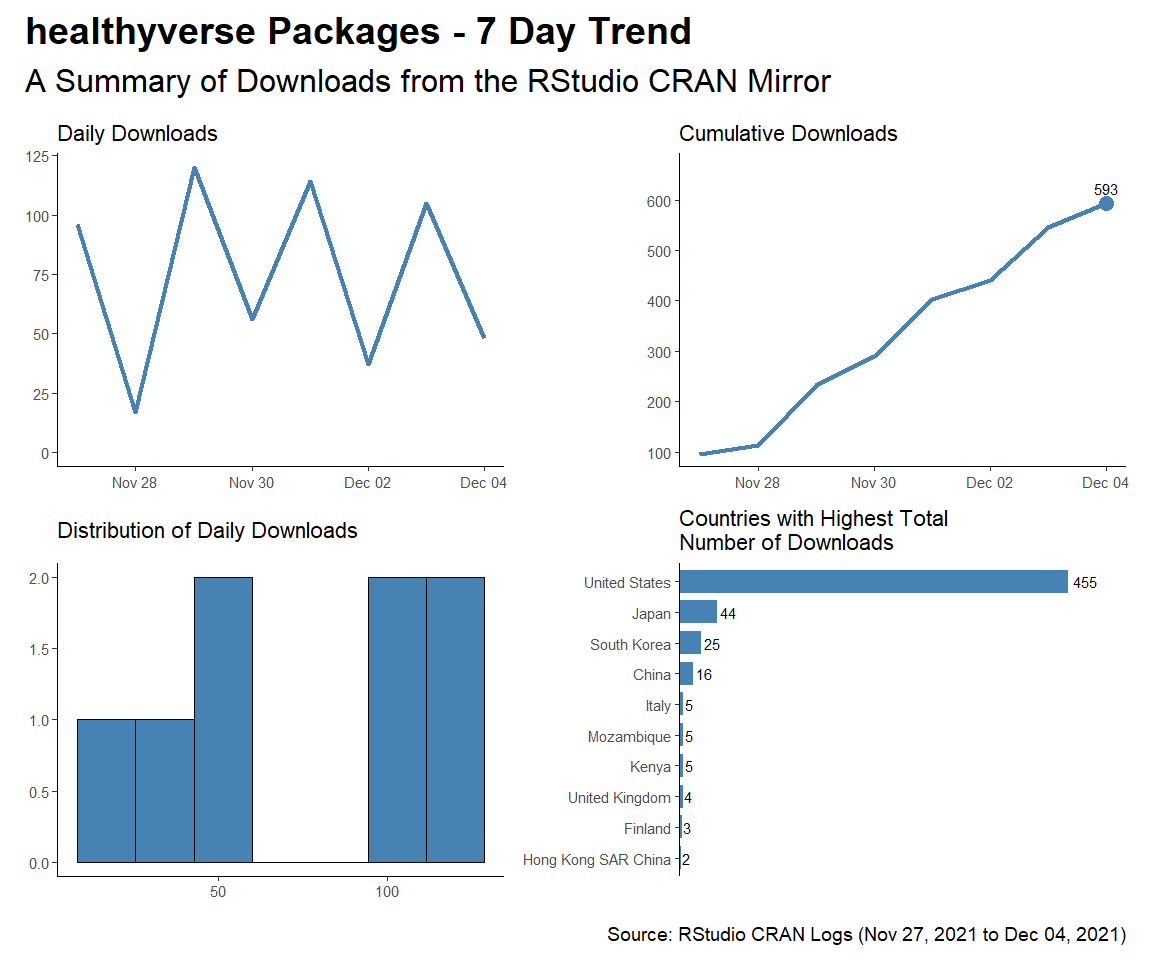 healthyverse Packages - 7 Day Trend
A Summary of Downloads from the RStudio CRAN Mirror
Daily Downloads
125
100
75
50
25
0
Nov 28 Nov 30 Dec 02 Dec 04
Cumulative Downloads
593
600
500
400
300
200
100
Nov 28 Nov 30 Dec 02 Dec 04
Distribution of Daily Downloads
2.0
1.5
1.0
0.5
0.0
50 100
Countries with Highest Total
Number of Downloads
United States 455
Japan 44
South Korea 25
China 16
Italy 5
Mozambique 5
Kenya 5
United Kingdom 4
Finland 3
Hong Kong SAR China 2
Source: RStudio CRAN Logs (Nov 27, 2021 to Dec 04, 2021)